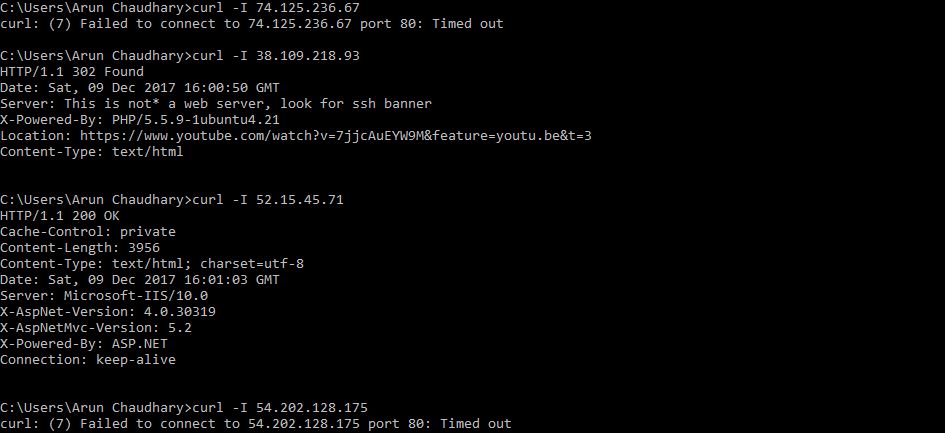 C:\Users\Arun Chaudhary>curl -I 74.125.236.67
curl: (7) Failed to connect to 74.125.236.67 port 80: Timed out
C:\Users\Arun Chaudhary>curl -I 38.109.218.93
HTTP/1.1 302 Found
Date: Sat, 09 Dec 2017 16:00:50 GMT
Server: This is not* a web server, look for ssh banner
X-Powered-By: PHP/5.5.9-1ubuntu4.21
Location: https://www.youtube.com/watch?v=7jjcAuEYW9M&feature=youtu.be&t=3
Content-Type: text/html
C:\Users\Arun Chaudhary>curl -I 52.15.45.71
HTTP/1.1 200 OK
Cache-Control: private
Content-Length: 3956
Content-Type: text/html; charset=utf-8
Date: Sat, 09 Dec 2017 16:01:03 GMT
Server: Microsoft-IIS/10.0
X-AspNet-Version: 4.0.30319
X-AspNetMvc-Version: 5.2
X-Powered-By: ASP.NET
Connection: keep-alive
C:\Users\Arun Chaudhary>curl -I 54.202.128.175
curl: (7) Failed to connect to 54.202.128.175 port 80: Timed out